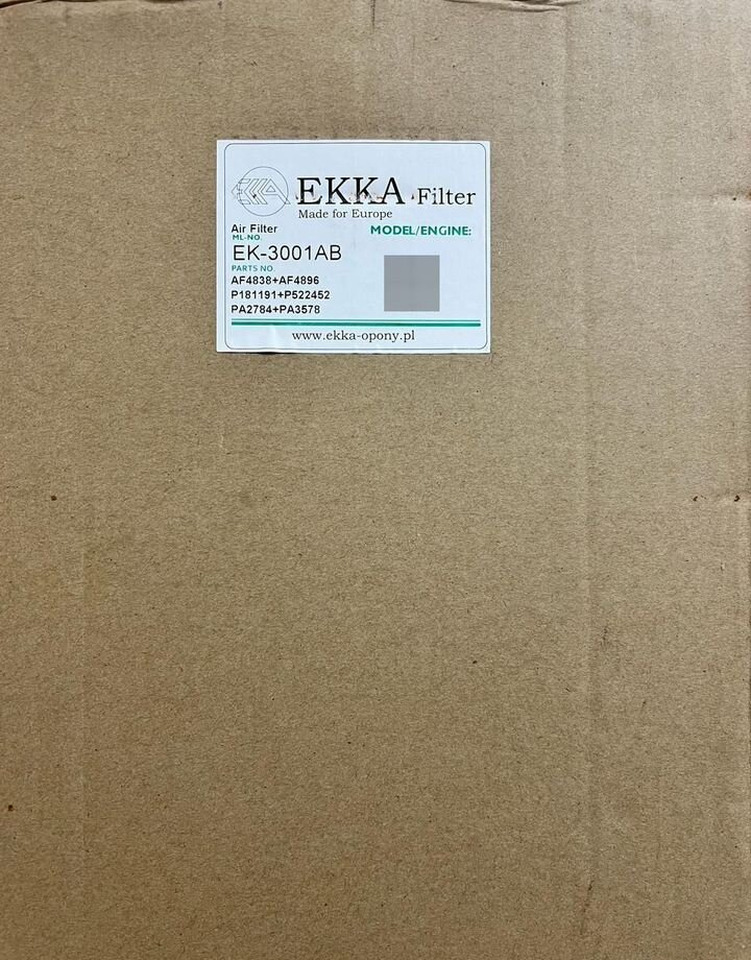 EKKA
EKKA Filter
Made for Europe
Air Filter
MODEL/ENGINE:
ML-NO.
EK-3001AB
PARTS NO.
AF4838+AF4896
P181191+P522452
PA2784+PA3578
www.ekka-opony.pl